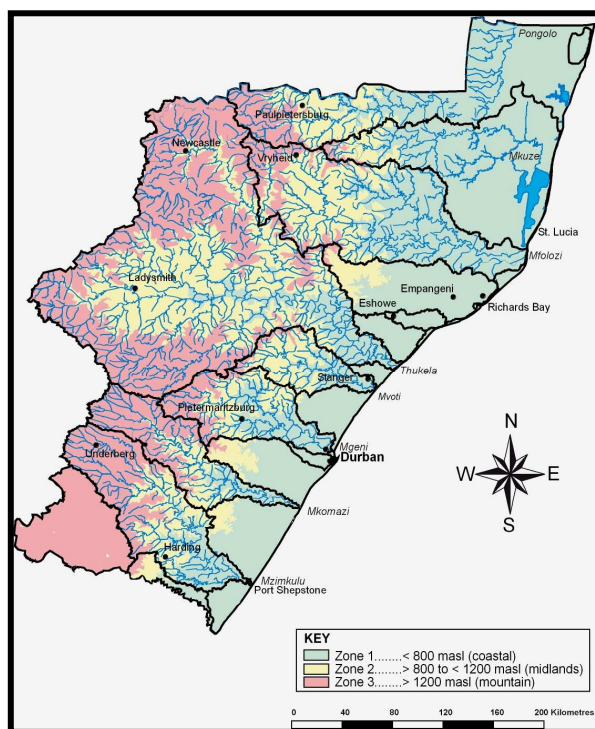 Pongolo
Paulpietersburg
Newcastle
Vryheid
Mkuze
St. Lucia
Mfolozi
Ladysmith
Empangeni
Eshowe
Richards Bay
Thukela
Stanger
Mvoti
Pietermaritzburg
Mgeni
Durban
Underberg
N
W E
S
Mkomazi
Harding
Mzimkulu
Port Shepstone
KEY
Zone 1........< 800 masl (coastal)
Zone 2........> 800 to < 1200 masl (midlands)
Zone 3........> 1200 masl (mountain)
0 40 80 120 160 200 Kilometres